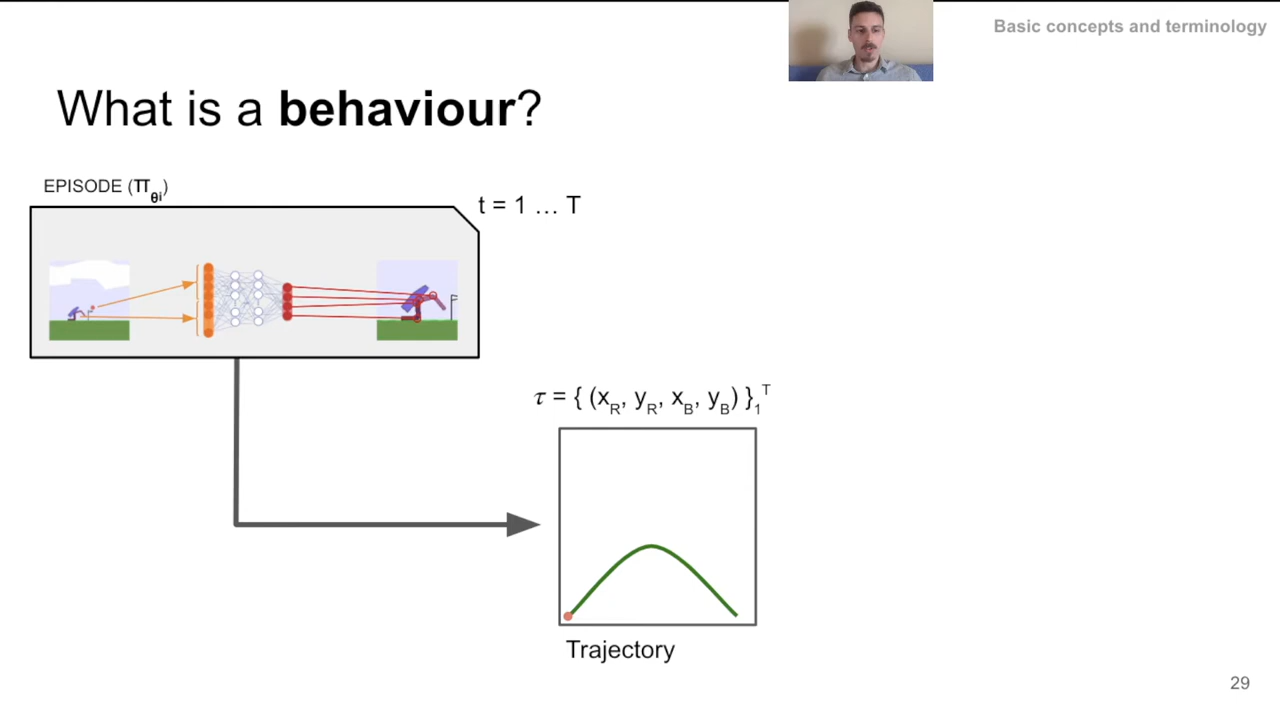 Basic concepts and terminology
What is a behaviour?
EPISODE (π_θi)
t = 1 … T
τ = { (x_R, y_R, x_B, y_B) }_1^T
Trajectory
29